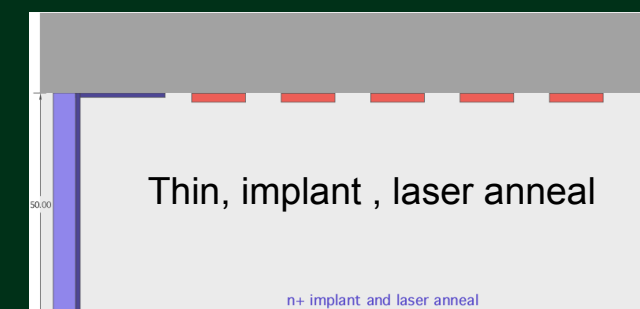 Thin, implant , laser anneal
50.00
n+ implant and laser anneal